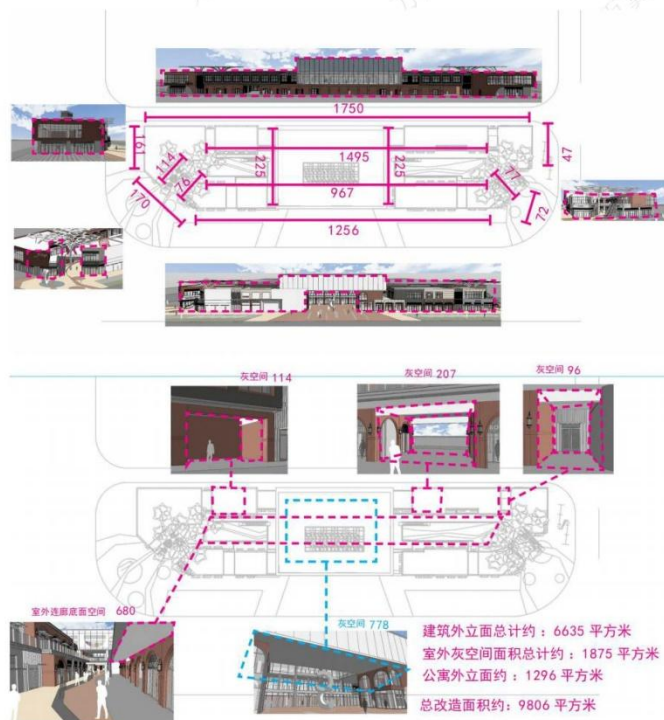 1750
191
114
76
170
225
1495
225
967
1256
77
47
72
灰空间 114
灰空间 207
灰空间 96
室外连廊底面空间 680
灰空间 778
建筑外立面总计约：6635 平方米
室外灰空间面积总计约：1875 平方米
公寓外立面约：1296 平方米
总改造面积约：9806 平方米